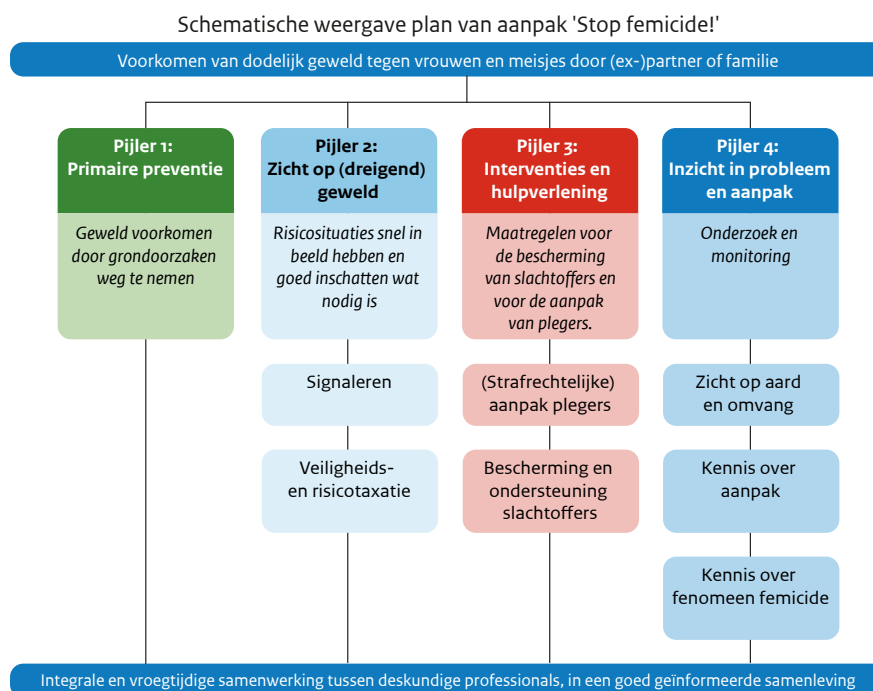 Schematische weergave plan van aanpak 'Stop femicide!'
Voorkomen van dodelijk geweld tegen vrouwen en meisjes door (ex-)partner of familie
Pijler 1:
Primaire preventie
Geweld voorkomen
door grondoorzaken
weg te nemen
Pijler 2:
Zicht op (dreigend)
geweld
Risicosituaties snel in
beeld hebben en
goed inschatten wat
nodig is
Signaleren
Veiligheids-
en risicotaxatie
Pijler 3:
Interventies en
hulpverlening
Maatregelen voor
de bescherming
van slachtoffers en
voor de aanpak
van plegers.
(Strafrechtelijke)
aanpak plegers
Bescherming en
ondersteuning
slachtoffers
Pijler 4:
Inzicht in probleem
en aanpak
Onderzoek en
monitoring
Zicht op aard
en omvang
Kennis over
aanpak
Kennis over
fenomeen femicide
Integrale en vroegtijdige samenwerking tussen deskundige professionals, in een goed geïnformeerde samenleving